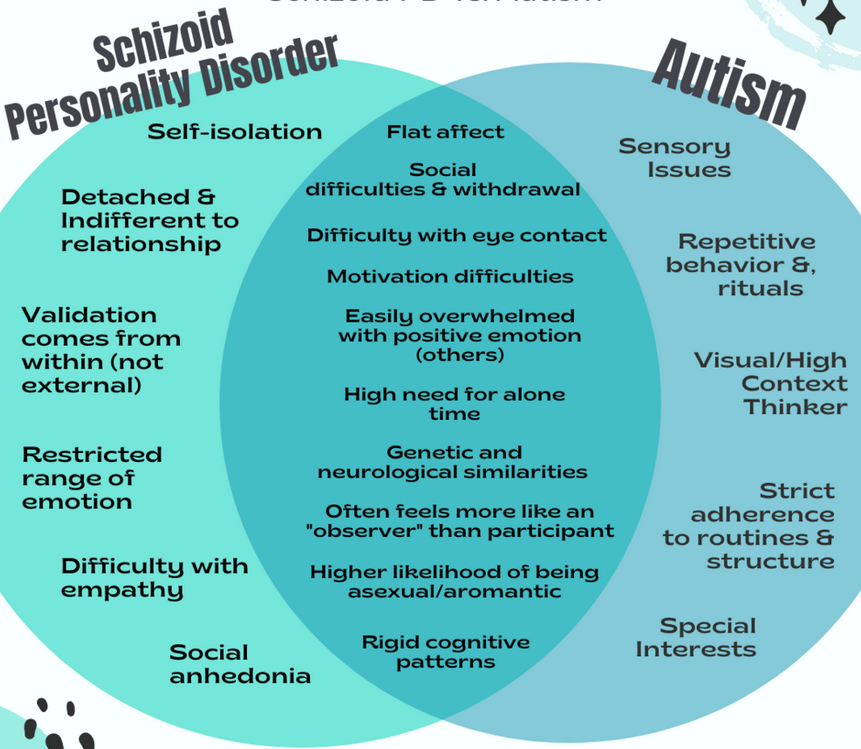 Schizoid PD vs. Autism
Schizoid
Personality Disorder
Autism
Self-isolation
Detached &
Indifferent to
relationship
Validation
comes from
within (not
external)
Restricted
range of
emotion
Difficulty with
empathy
Social
anhedonia
Flat affect
Social
difficulties & withdrawal
Difficulty with eye contact
Motivation difficulties
Easily overwhelmed
with positive emotion
(others)
High need for alone
time
Genetic and
neurological similarities
Often feels more like an
"observer" than participant
Higher likelihood of being
asexual/aromantic
Rigid cognitive
patterns
Sensory
Issues
Repetitive
behavior &,
rituals
Visual/High
Context
Thinker
Strict
adherence
to routines &
structure
Special
Interests